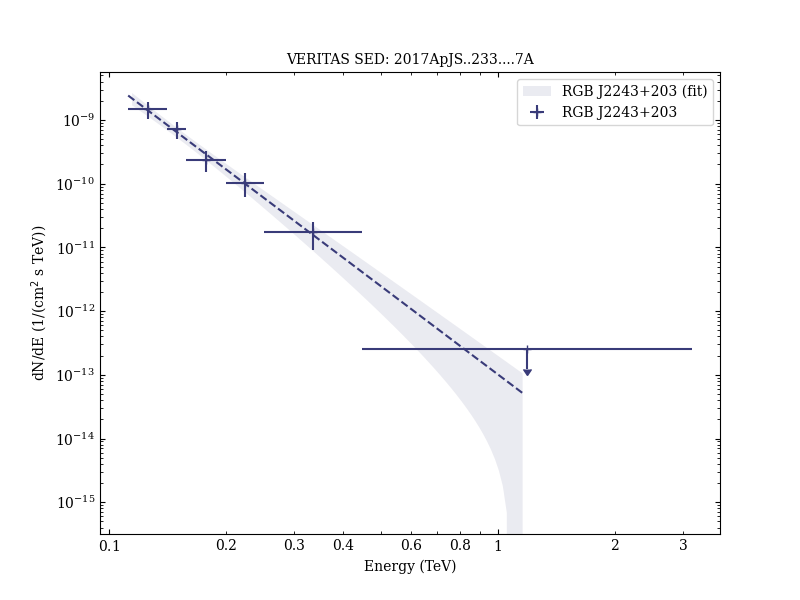 VERITAS SED: 2017ApJS..233....7A
RGB J2243+203 (fit)
RGB J2243+203
dN/dE (1/(cm² s TeV))
10⁻⁹
10⁻¹⁰
10⁻¹¹
10⁻¹²
10⁻¹³
10⁻¹⁴
10⁻¹⁵
0.1 0.2 0.3 0.4 0.6 0.8 1 2 3
Energy (TeV)